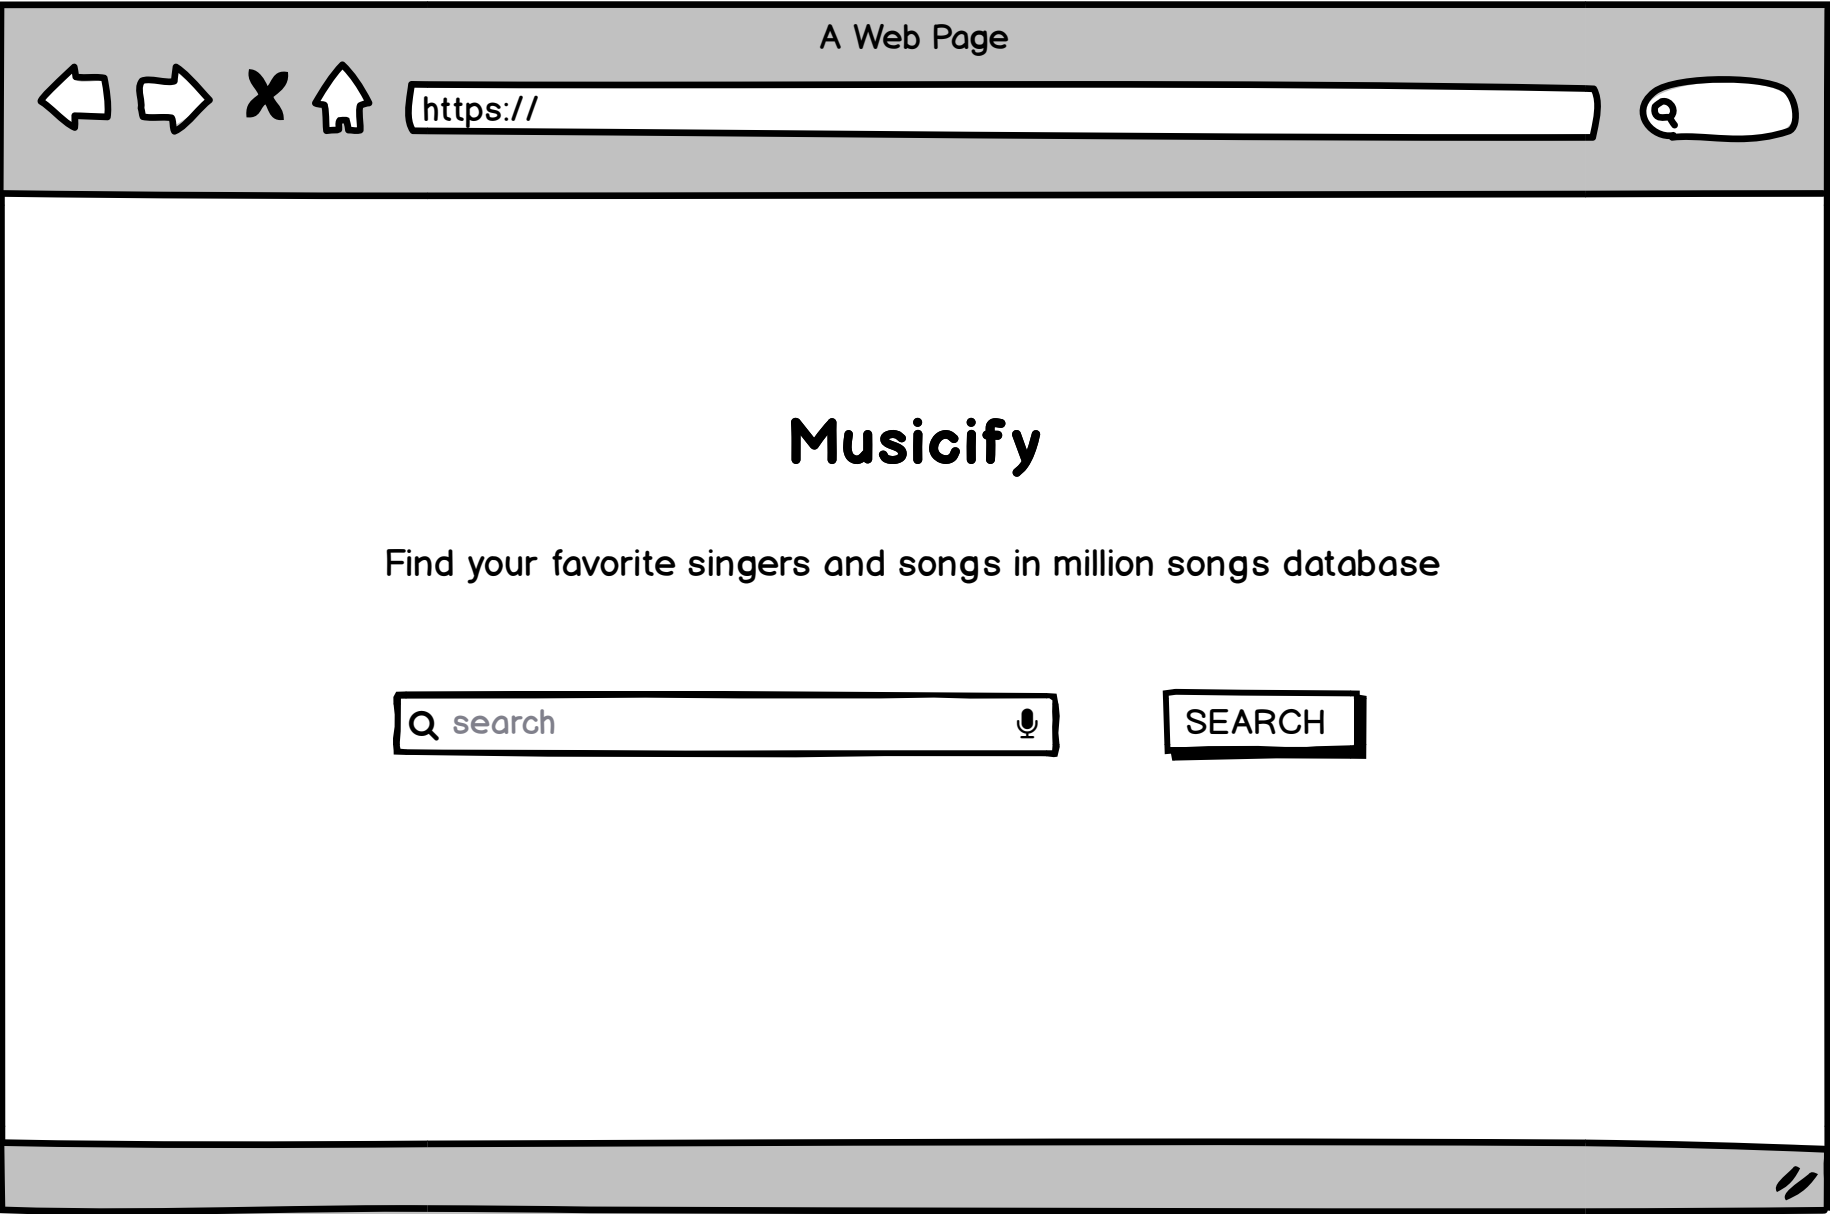 A Web Page
https://
Musicify
Find your favorite singers and songs in million songs database
search
SEARCH